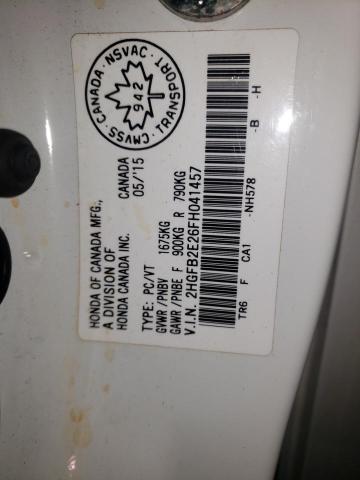 CMVSS • CANADA • NSVAC • TRANSPORT
942
HONDA OF CANADA MFG.,
A DIVISION OF
HONDA CANADA INC.
CANADA
05/'15
TYPE: PC/VT
GVWR /PNBV 1675KG
GAWR /PNBE F 900KG R 790KG
V.I.N. 2HGFB2E26FH041457
TR6 F CA1 -NH578 -B -H